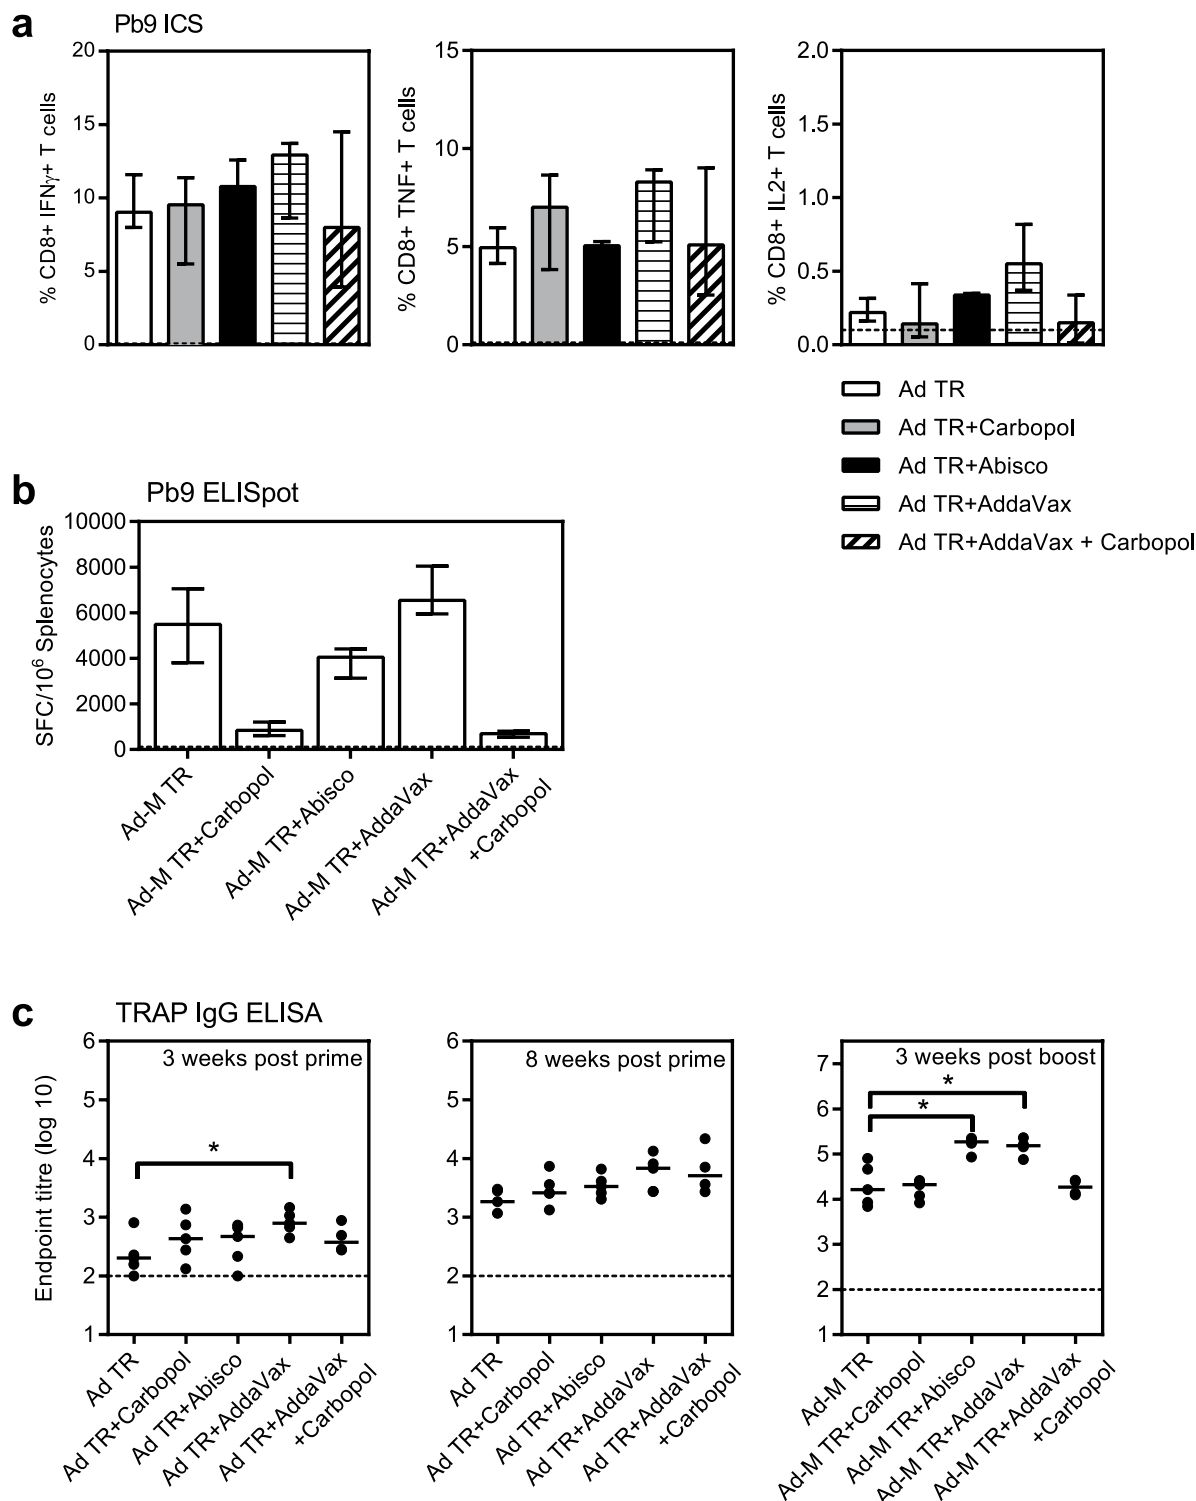 a
Pb9 ICS
% CD8+ IFNγ+ T cells
20
15
10
5
0
% CD8+ TNF+ T cells
15
10
5
0
% CD8+ IL2+ T cells
2.0
1.5
1.0
0.5
0.0
Ad TR
Ad TR+Carbopol
Ad TR+Abisco
Ad TR+AddaVax
Ad TR+AddaVax + Carbopol
b
Pb9 ELISpot
SFC/10⁶ Splenocytes
10000
8000
6000
4000
2000
0
Ad-M TR
Ad-M TR+Carbopol
Ad-M TR+Abisco
Ad-M TR+AddaVax
Ad-M TR+AddaVax
+Carbopol
c
TRAP IgG ELISA
Endpoint titre (log 10)
3 weeks post prime
6
5
4
3
2
1
*
Ad TR
Ad TR+Carbopol
Ad TR+Abisco
Ad TR+AddaVax
Ad TR+AddaVax
+Carbopol
8 weeks post prime
6
5
4
3
2
1
Ad TR
Ad TR+Carbopol
Ad TR+Abisco
Ad TR+AddaVax
Ad TR+AddaVax
+Carbopol
3 weeks post boost
7
6
5
4
3
2
1
*
*
Ad-M TR
Ad-M TR+Carbopol
Ad-M TR+Abisco
Ad-M TR+AddaVax
Ad-M TR+AddaVax
+Carbopol